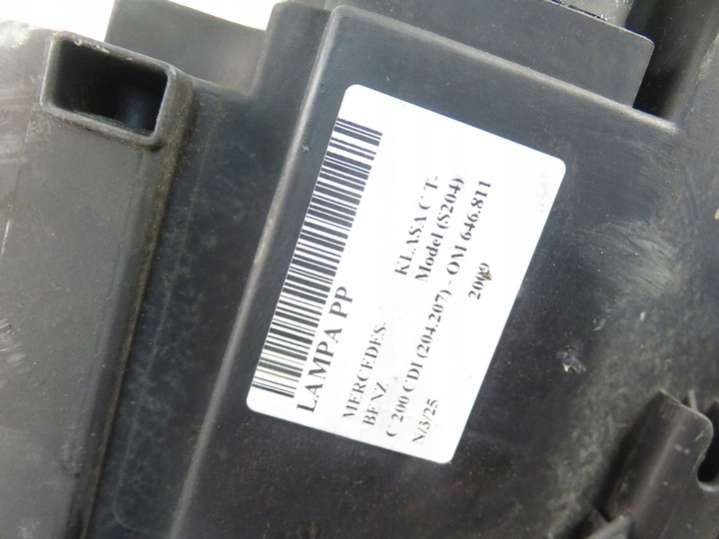 LAMPA PP
MERCEDES-
BENZ
KLASA C T-
Model (S204)
C 200 CDI (204.207) - OM 646.811
N/3/25
2009